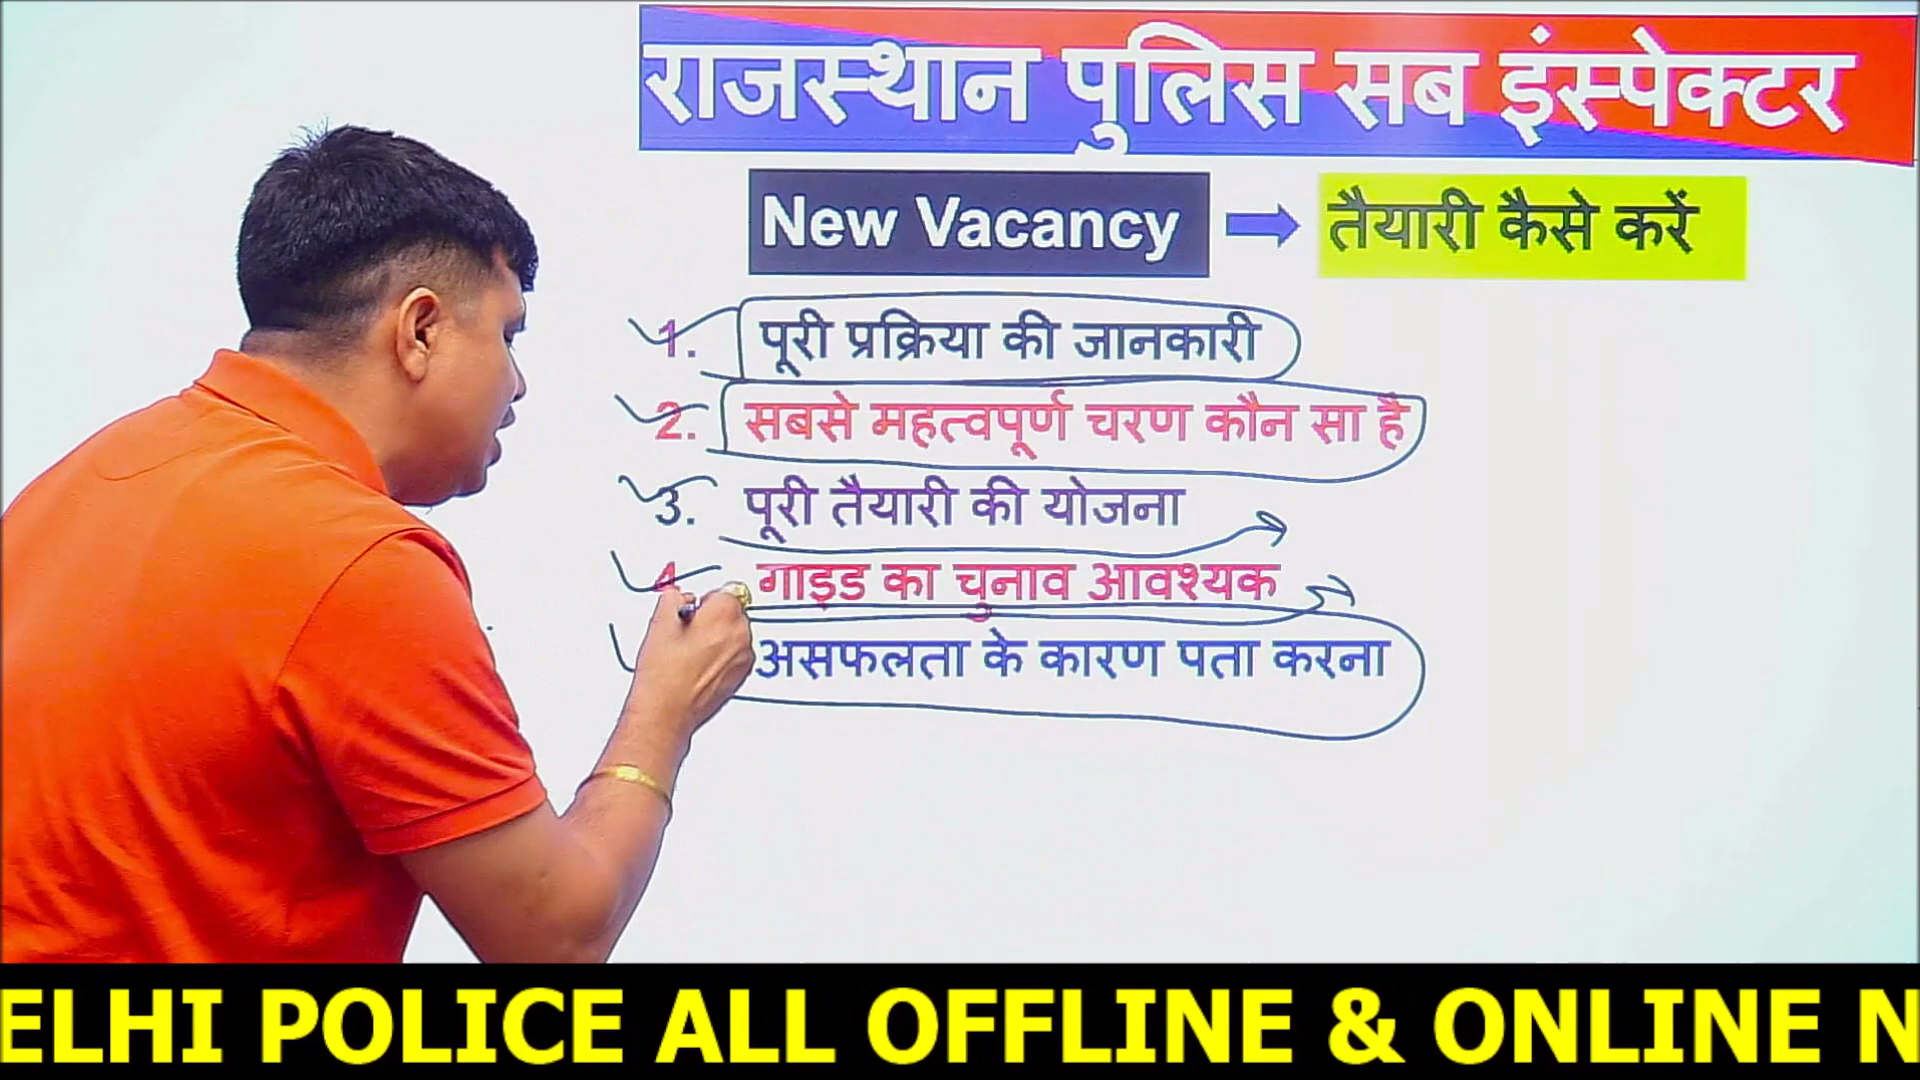 राजस्थान पुलिस सब इंस्पेक्टर
New Vacancy तैयारी कैसे करें
1. पूरी प्रक्रिया की जानकारी
2. सबसे महत्वपूर्ण चरण कौन सा है
3. पूरी तैयारी की योजना
4. गाइड का चुनाव आवश्यक
असफलता के कारण पता करना
ELHI POLICE ALL OFFLINE & ONLINE N